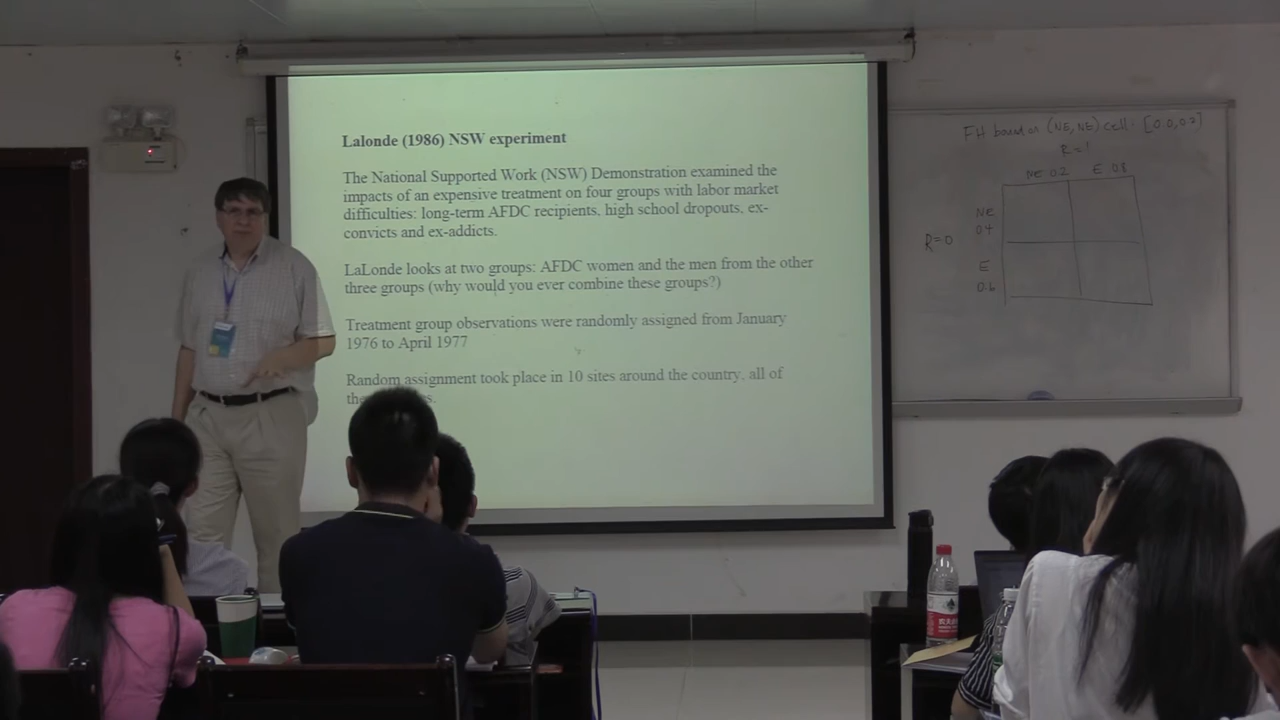 Lalonde (1986) NSW experiment
The National Supported Work (NSW) Demonstration examined the
impacts of an expensive treatment on four groups with labor market
difficulties: long-term AFDC recipients, high school dropouts, ex-
convicts and ex-addicts.
LaLonde looks at two groups: AFDC women and the men from the other
three groups (why would you ever combine these groups?)
Treatment group observations were randomly assigned from January
1976 to April 1977
Random assignment took place in 10 sites around the country, all of
FH based on (NE, NE) cell: [0.0, 0.2]
R=1
NE 0.2 E 0.8
NE
0.4
R=0
E
0.6